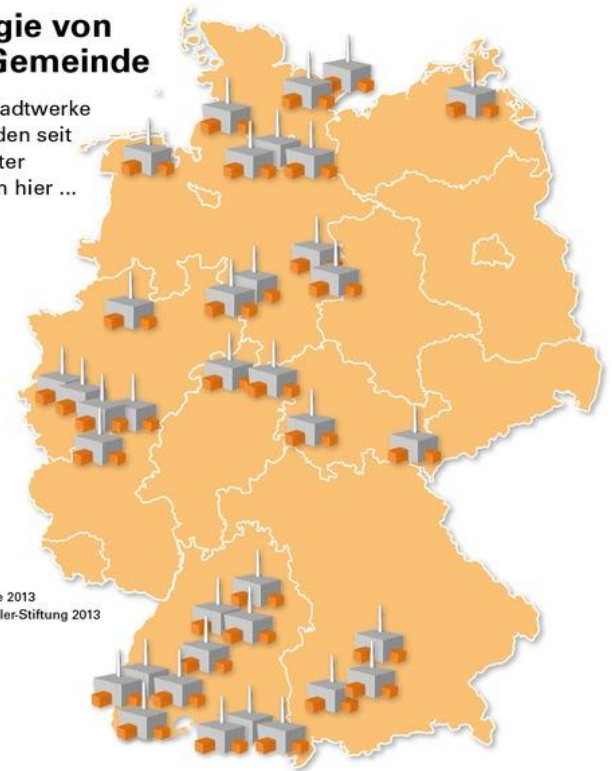 gie von
Gemeinde
adtwerke
den seit
ter
n hier ...
e 2013
ler-Stiftung 2013